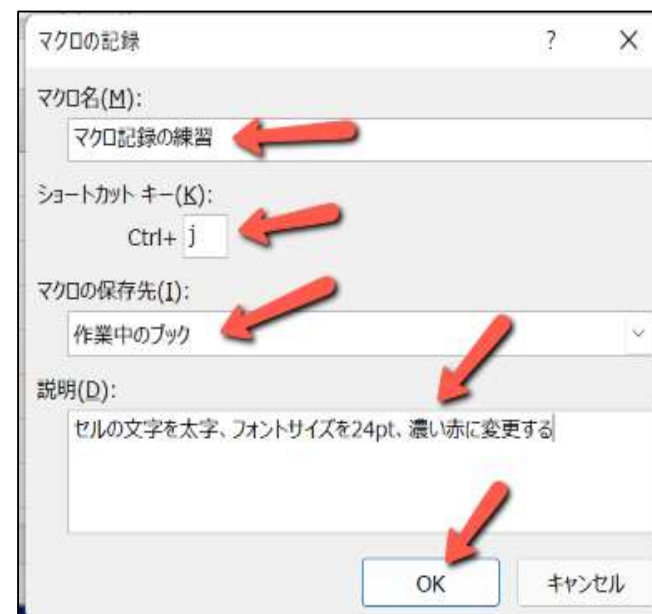 マクロの記録 ? ×
マクロ名(M):
マクロ記録の練習
ショートカット キー(K):
Ctrl+ j
マクロの保存先(I):
作業中のブック
説明(D):
セルの文字を太字、フォントサイズを24pt、濃い赤に変更する
OK キャンセル